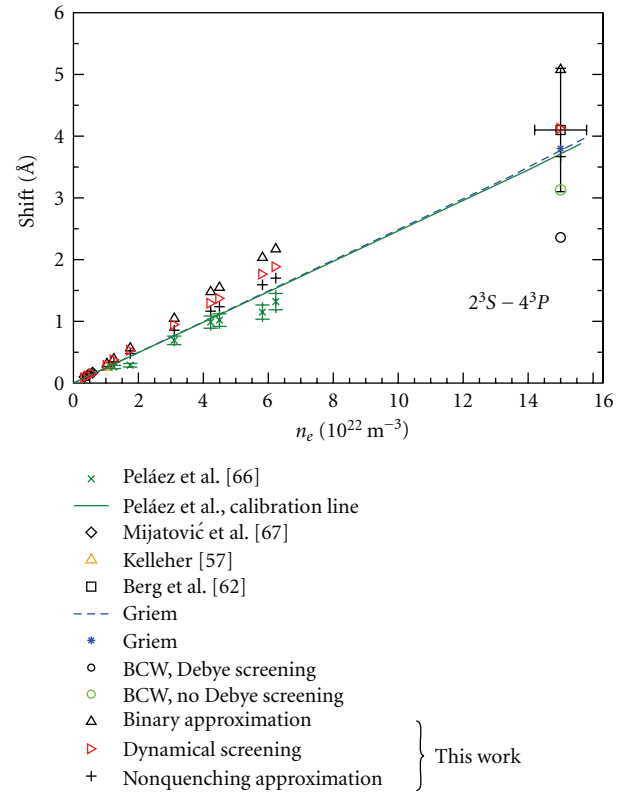 6
5
4
3
2
1
0
Shift (Å)
2³S − 4³P
0 2 4 6 8 10 12 14 16
nₑ (10²² m⁻³)
Peláez et al. [66]
Peláez et al., calibration line
Mijatović et al. [67]
Kelleher [57]
Berg et al. [62]
Griem
Griem
BCW, Debye screening
BCW, no Debye screening
Binary approximation
Dynamical screening
Nonquenching approximation
This work